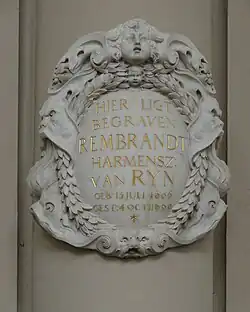 HIER LIGT
BEGRAVEN
REMBRANDT
HARMENSZ:
VAN RYN
GEB 15 JULI 1606
GEST 4 OCT 1669